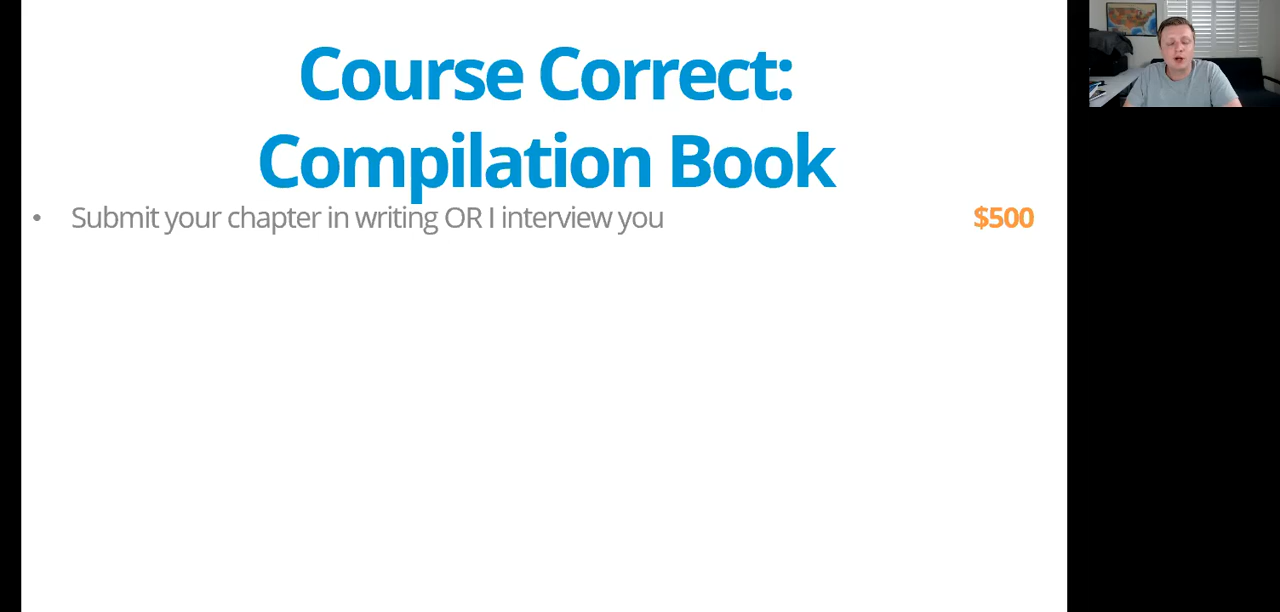 Course Correct:
Compilation Book
• Submit your chapter in writing OR I interview you $500